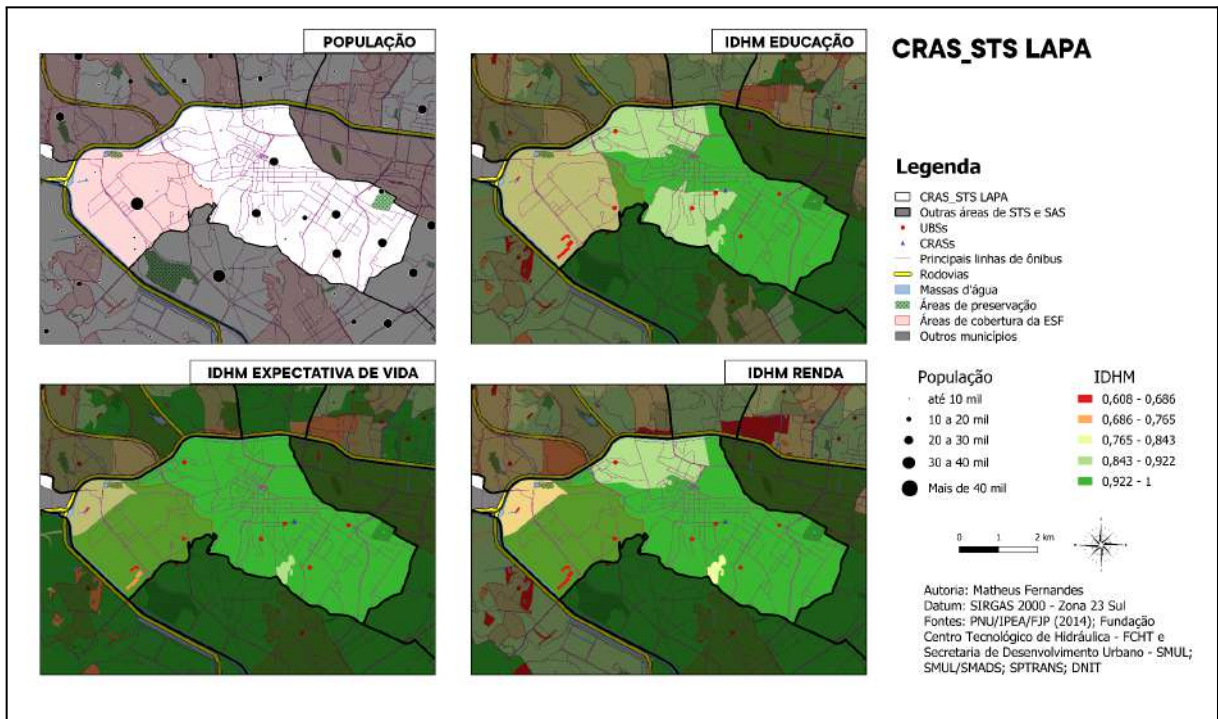 POPULAÇÃO
IDHM EDUCAÇÃO
CRAS_STS LAPA
Legenda
CRAS_STS LAPA
Outras áreas de STS e SAS
UBSs
CRASs
Principais linhas de ônibus
Rodovias
Massas d'água
Áreas de preservação
Áreas de cobertura da ESF
Outros municípios
IDHM EXPECTATIVA DE VIDA
IDHM RENDA
População
até 10 mil
10 a 20 mil
20 a 30 mil
30 a 40 mil
Mais de 40 mil
IDHM
0,608 - 0,686
0,686 - 0,765
0,765 - 0,843
0,843 - 0,922
0,922 - 1
0 1 2 km
Autoria: Matheus Fernandes
Datum: SIRGAS 2000 - Zona 23 Sul
Fontes: PNU/IPEA/FJP (2014); Fundação
Centro Tecnológico de Hidráulica - FCHT e
Secretaria de Desenvolvimento Urbano - SMUL;
SMUL/SMADS; SPTRANS; DNIT